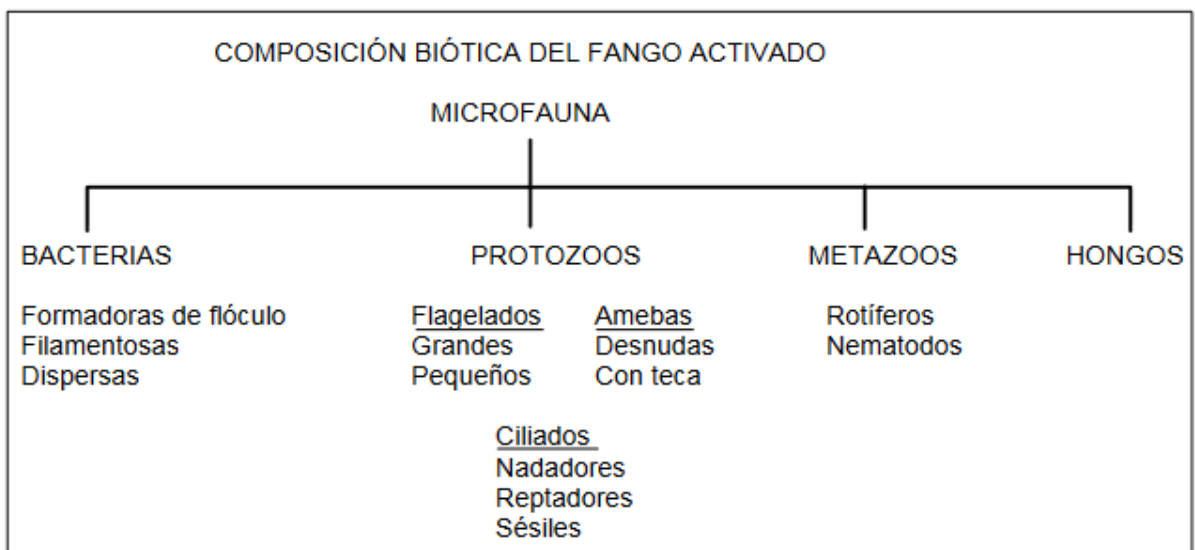 COMPOSICIÓN BIÓTICA DEL FANGO ACTIVADO
MICROFAUNA
BACTERIAS
Formadoras de flóculo
Filamentosas
Dispersas
PROTOZOOS
Flagelados
Grandes
Pequeños
Amebas
Desnudas
Con teca
Ciliados
Nadadores
Reptadores
Sésiles
METAZOOS
Rotíferos
Nematodos
HONGOS